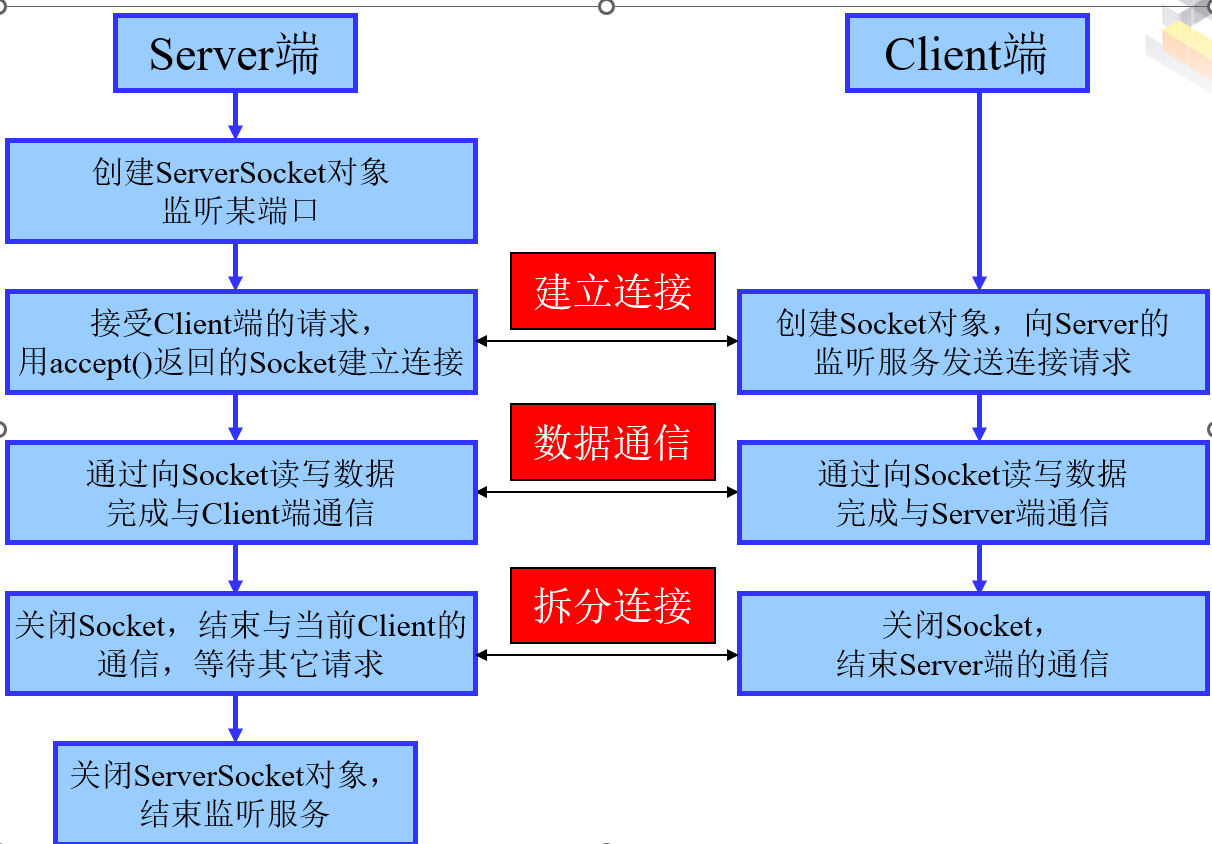 Server端
Client端
创建ServerSocket对象
监听某端口
建立连接
接受Client端的请求，
用accept()返回的Socket建立连接
创建Socket对象，向Server的
监听服务发送连接请求
数据通信
通过向Socket读写数据
完成与Client端通信
通过向Socket读写数据
完成与Server端通信
拆分连接
关闭Socket，结束与当前Client的
通信，等待其它请求
关闭Socket，
结束Server端的通信
关闭ServerSocket对象，
结束监听服务